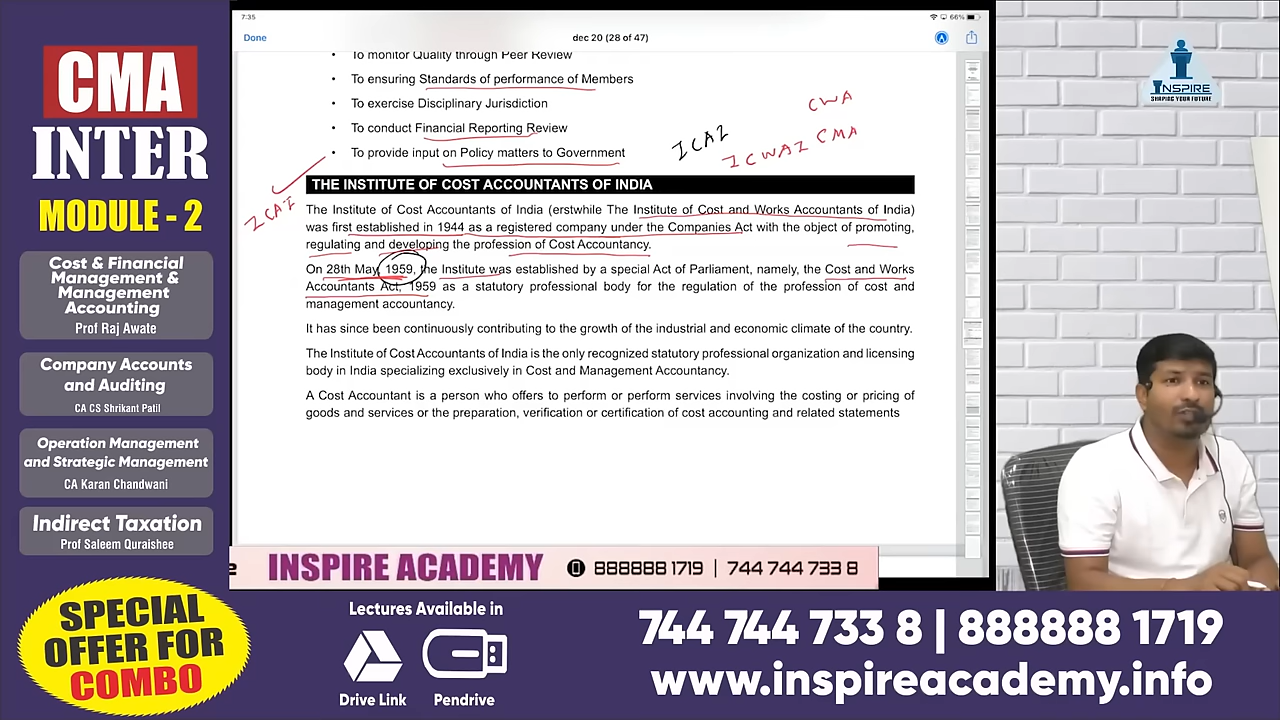 CMA
INTER
MODULE - 2
Cost & Financial
Management &
Management
Accounting
Prof Raj Awate
Company Accounts
and Auditing
CA CS Shrikant Patil
Operation Management
and Strategic Management
CA Karan Chandwani
Indirect Taxation
Prof Saleem Quraishee
SPECIAL
OFFER FOR
COMBO
7:35
66%
Done
dec 20 (28 of 47)
• To monitor Quality through Peer Review
• To ensuring Standards of performance of Members
• To exercise Disciplinary Jurisdiction
• To conduct Financial Reporting Review
• To provide input on Policy matters to Government
CWA
ICAI
ICWAI CMA
ICAI
THE INSTITUTE OF COST ACCOUNTANTS OF INDIA
The Institute of Cost Accountants of India (erstwhile The Institute of Cost and Works Accountants of India)
was first established in as a registered company under the Companies Act with the object of promoting,
regulating and developing the profession of Cost Accountancy.
On 28th May, 1959, the Institute was established by a special Act of Parliament, namely, the Cost and Works
Accountants Act, 1959 as a statutory professional body for the regulation of the profession of cost and
management accountancy.
It has since been continuously contributing to the growth of the industrial and economic climate of the country.
The Institute of Cost Accountants of India is the only recognized statutory professional organization and licensing
body in India specializing exclusively in Cost and Management Accountancy.
A Cost Accountant is a person who offers to perform or perform services involving the costing or pricing of
goods and services or the preparation, verification or certification of cost accounting and related statements
INSPIRE
INSPIRING YOUR FUTURE
INSPIRE ACADEMY 888888 1719 | 744 744 733 8
Lectures Available in
Drive Link
Pendrive
744 744 733 8 | 888888 1719
www.inspireacademy.info